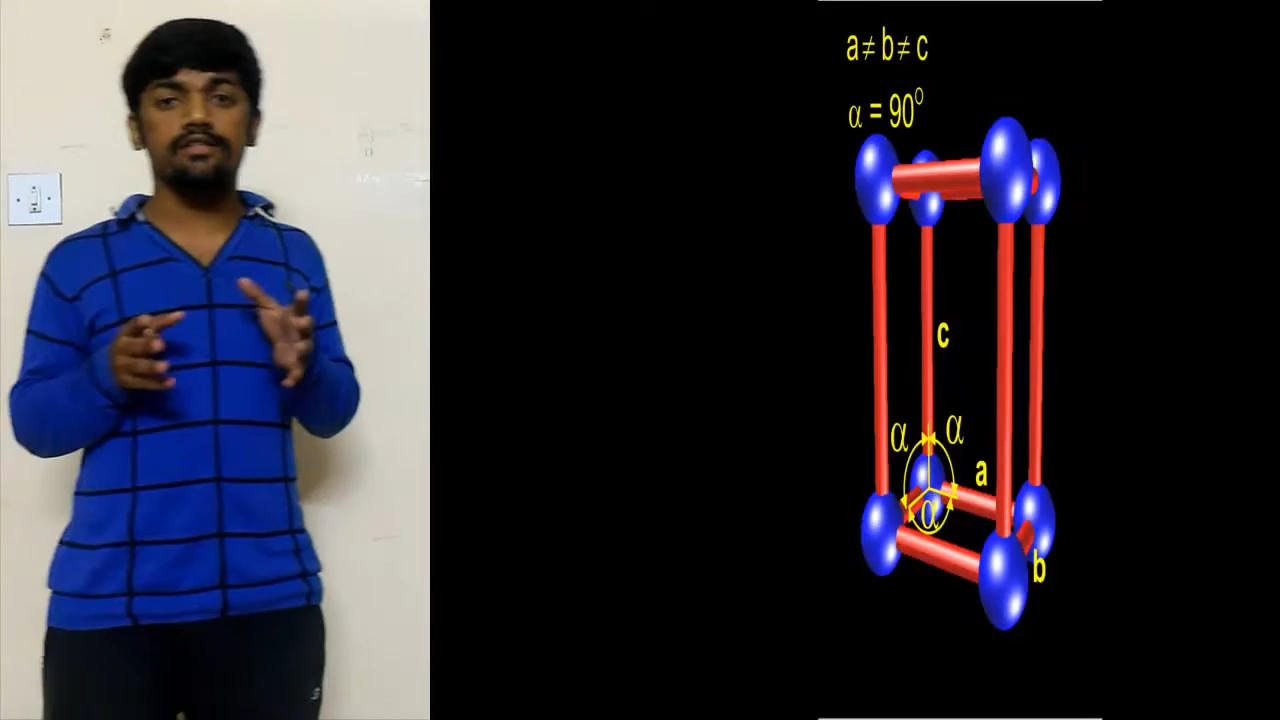 a ≠ b ≠ c
α = 90°
c
α α
a
α
b